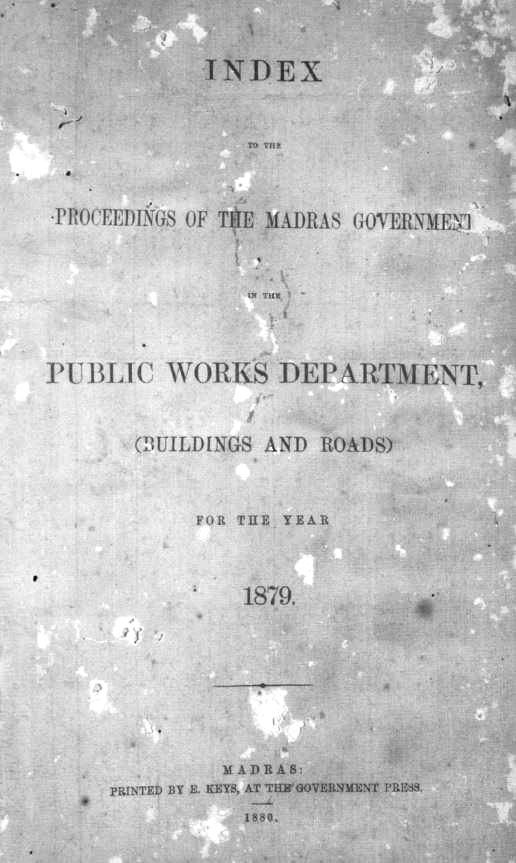 INDEX
TO THE
PROCEEDINGS OF THE MADRAS GOVERNMENT
IN THE
PUBLIC WORKS DEPARTMENT,
(BUILDINGS AND ROADS)
FOR THE YEAR
1879.
MADRAS:
PRINTED BY E. KEYS, AT THE GOVERNMENT PRESS.
1880.